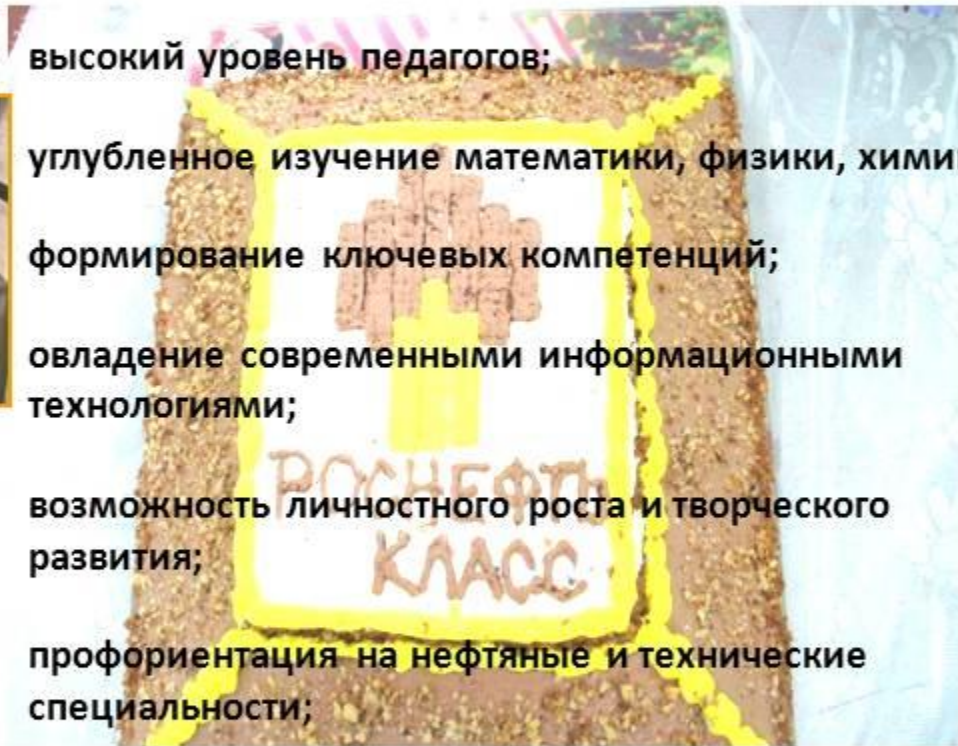 высокий уровень педагогов;
углубленное изучение математики, физики, хими
формирование ключевых компетенций;
овладение современными информационными
технологиями;
возможность личностного роста и творческого
развития;
профориентация на нефтяные и технические
специальности;
РОСНЕФТЬ
КЛАСС